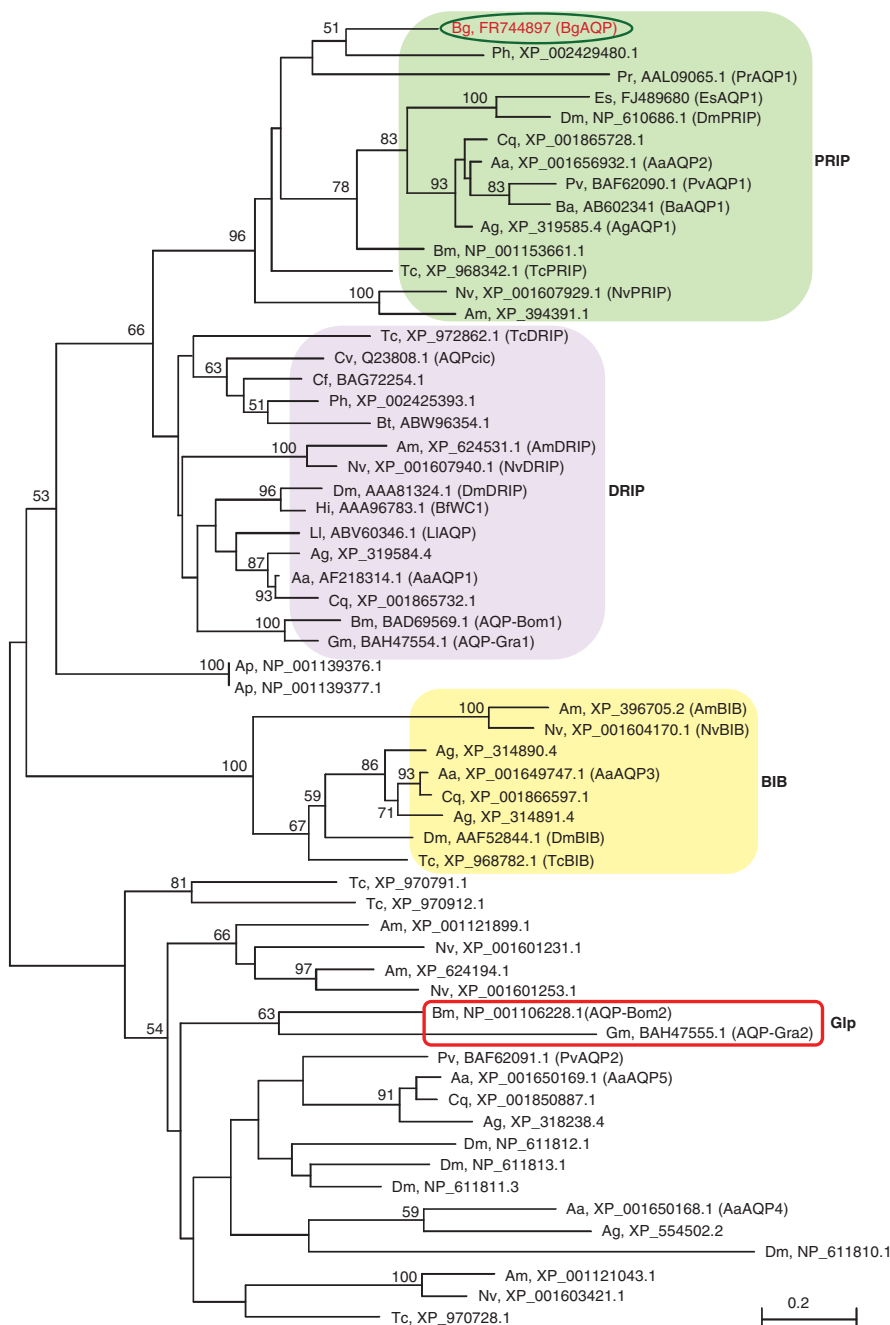 51
Bg, FR744897 (BgAQP)
Ph, XP_002429480.1
Pr, AAL09065.1 (PrAQP1)
100
Es, FJ489680 (EsAQP1)
Dm, NP_610686.1 (DmPRIP)
83
Cq, XP_001865728.1
PRIP
Aa, XP_001656932.1 (AaAQP2)
78
93
83
Pv, BAF62090.1 (PvAQP1)
Ba, AB602341 (BaAQP1)
Ag, XP_319585.4 (AgAQP1)
96
Bm, NP_001153661.1
Tc, XP_968342.1 (TcPRIP)
100
Nv, XP_001607929.1 (NvPRIP)
Am, XP_394391.1
66
Tc, XP_972862.1 (TcDRIP)
63
Cv, Q23808.1 (AQPcic)
Cf, BAG72254.1
51
Ph, XP_002425393.1
Bt, ABW96354.1
100
Am, XP_624531.1 (AmDRIP)
Nv, XP_001607940.1 (NvDRIP)
53
96
Dm, AAA81324.1 (DmDRIP)
DRIP
Hi, AAA96783.1 (BfWC1)
Ll, ABV60346.1 (LlAQP)
87
Ag, XP_319584.4
Aa, AF218314.1 (AaAQP1)
93
Cq, XP_001865732.1
100
Bm, BAD69569.1 (AQP-Bom1)
Gm, BAH47554.1 (AQP-Gra1)
100
Ap, NP_001139376.1
Ap, NP_001139377.1
100
Am, XP_396705.2 (AmBIB)
Nv, XP_001604170.1 (NvBIB)
100
86
Ag, XP_314890.4
93
Aa, XP_001649747.1 (AaAQP3)
BIB
59
Cq, XP_001866597.1
71
Ag, XP_314891.4
67
Dm, AAF52844.1 (DmBIB)
Tc, XP_968782.1 (TcBIB)
81
Tc, XP_970791.1
Tc, XP_970912.1
66
Am, XP_001121899.1
Nv, XP_001601231.1
97
Am, XP_624194.1
Nv, XP_001601253.1
54
63
Bm, NP_001106228.1(AQP-Bom2)
Glp
Gm, BAH47555.1 (AQP-Gra2)
Pv, BAF62091.1 (PvAQP2)
91
Aa, XP_001650169.1 (AaAQP5)
Cq, XP_001850887.1
Ag, XP_318238.4
Dm, NP_611812.1
Dm, NP_611813.1
Dm, NP_611811.3
59
Aa, XP_001650168.1 (AaAQP4)
Ag, XP_554502.2
Dm, NP_611810.1
100
Am, XP_001121043.1
Nv, XP_001603421.1
Tc, XP_970728.1
0.2